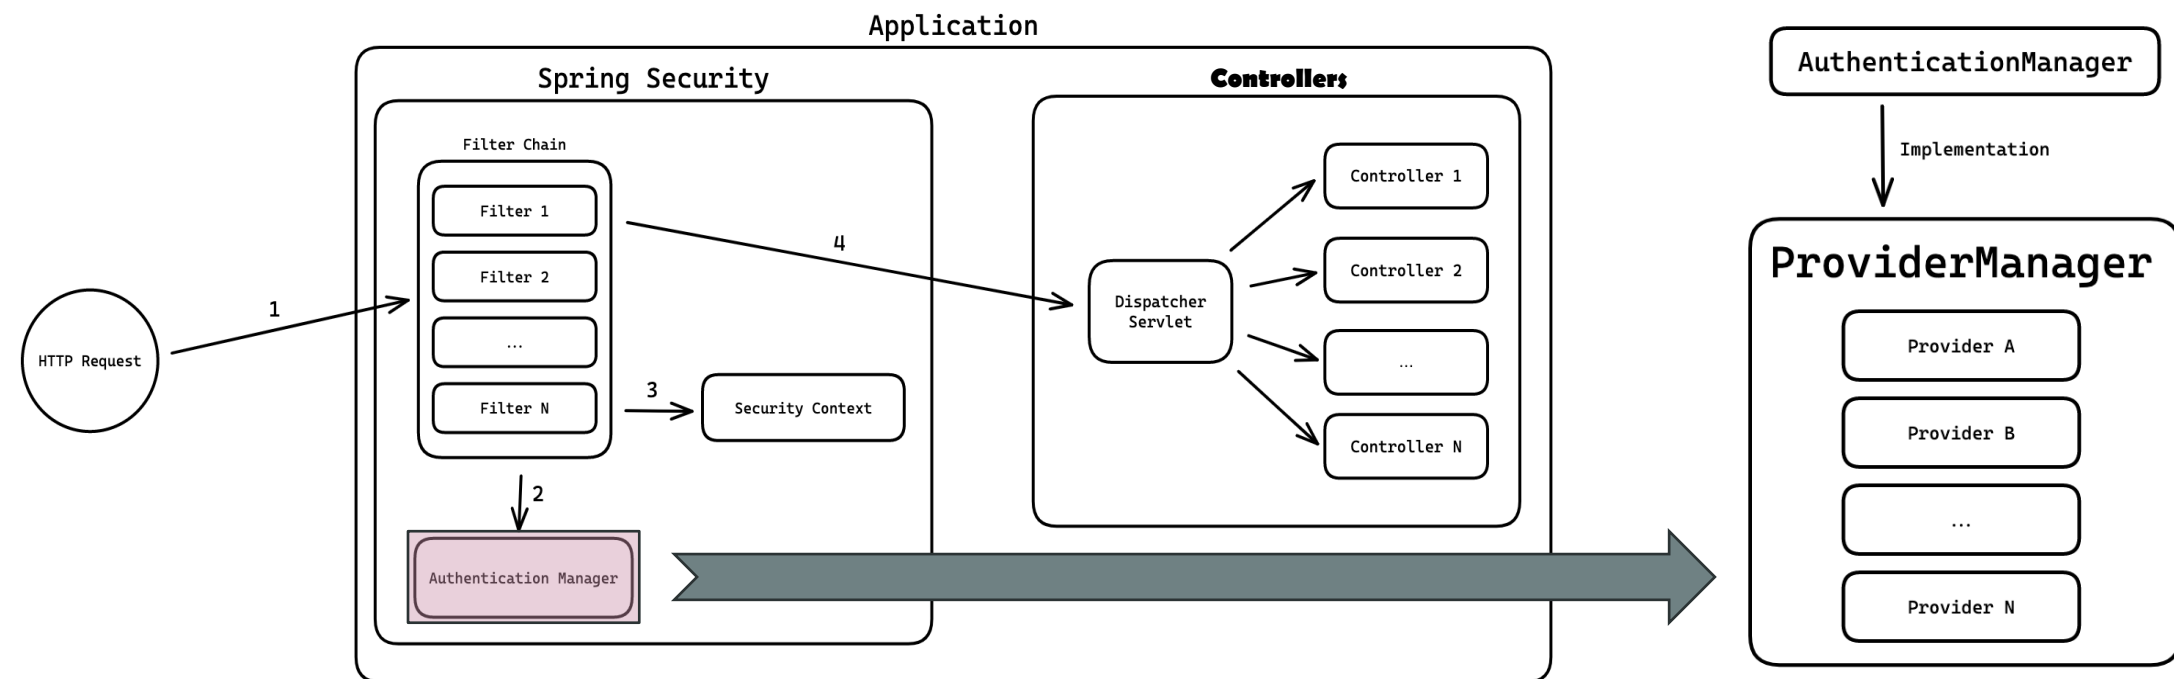 Application
Spring Security
Filter Chain
Filter 1
Filter 2
...
Filter N
HTTP Request
1
2
3
4
Security Context
Authentication Manager
Controllers
Dispatcher
Servlet
Controller 1
Controller 2
...
Controller N
AuthenticationManager
Implementation
ProviderManager
Provider A
Provider B
...
Provider N